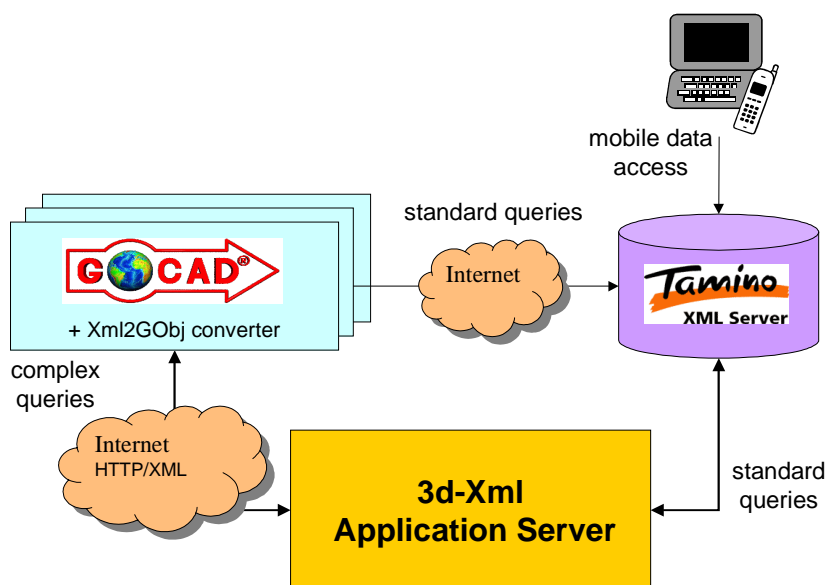 mobile data
access
standard queries
GOCAD®
+ Xml2GObj converter
Internet
Tamino
XML Server
complex
queries
Internet
HTTP/XML
3d-Xml
Application Server
standard
queries